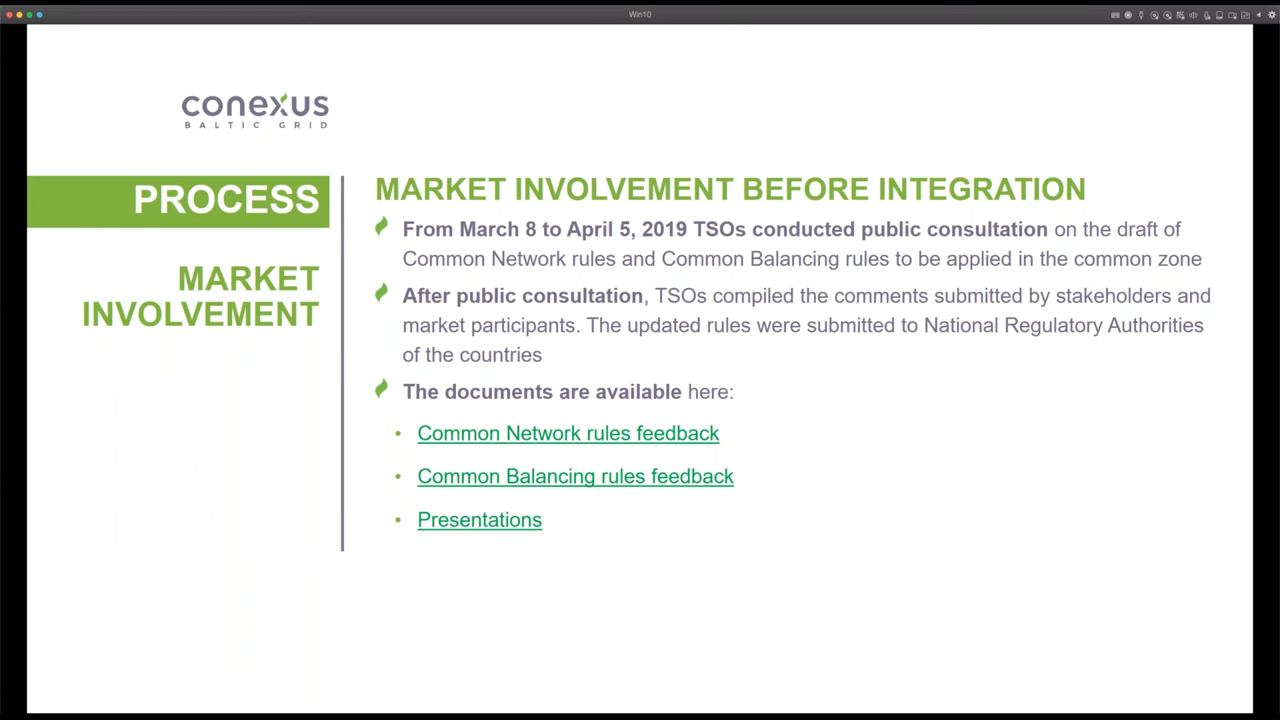 Win10
conexus
BALTIC GRID
PROCESS
MARKET
INVOLVEMENT
MARKET INVOLVEMENT BEFORE INTEGRATION
From March 8 to April 5, 2019 TSOs conducted public consultation on the draft of
Common Network rules and Common Balancing rules to be applied in the common zone
After public consultation, TSOs compiled the comments submitted by stakeholders and
market participants. The updated rules were submitted to National Regulatory Authorities
of the countries
The documents are available here:
• Common Network rules feedback
• Common Balancing rules feedback
• Presentations